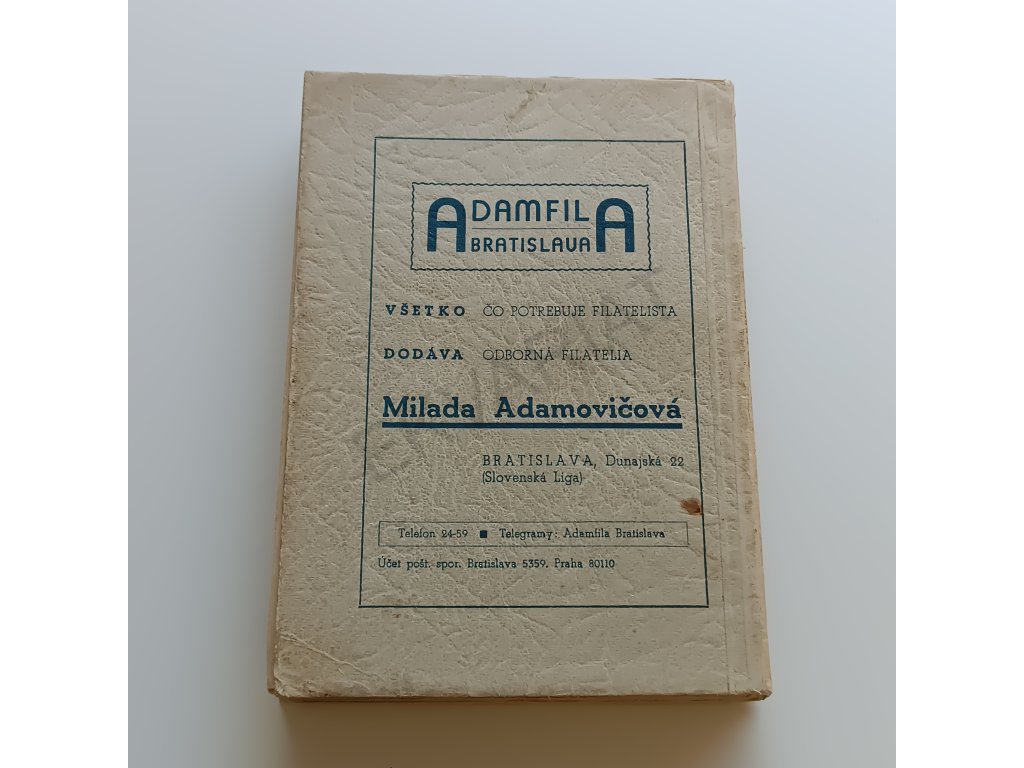 ADAMFILA
BRATISLAVA
VŠETKO ČO POTREBUJE FILATELISTA
DODÁVA ODBORNÁ FILATELIA
Milada Adamovičová
BRATISLAVA, Dunajská 22
(Slovenská Liga)
Telefon 24-59 ■ Telegramy: Adamfila Bratislava
Účet pošt. spor. Bratislava 5359. Praha 80110